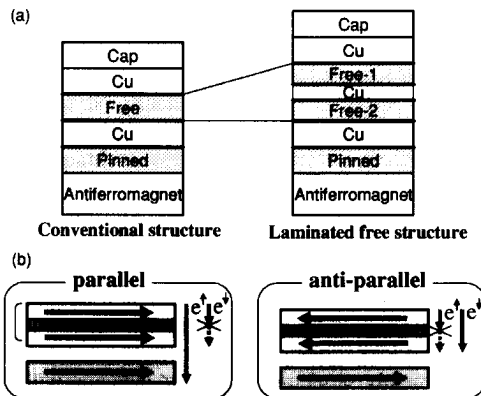 (a)
Cap
Cu
Free
Cu
Pinned
Antiferromagnet
Conventional structure
Cap
Cu
Free-1
Cu
Free-2
Cu
Pinned
Antiferromagnet
Laminated free structure
(b)
parallel
e↑ e↓
anti-parallel
e↑ e↓